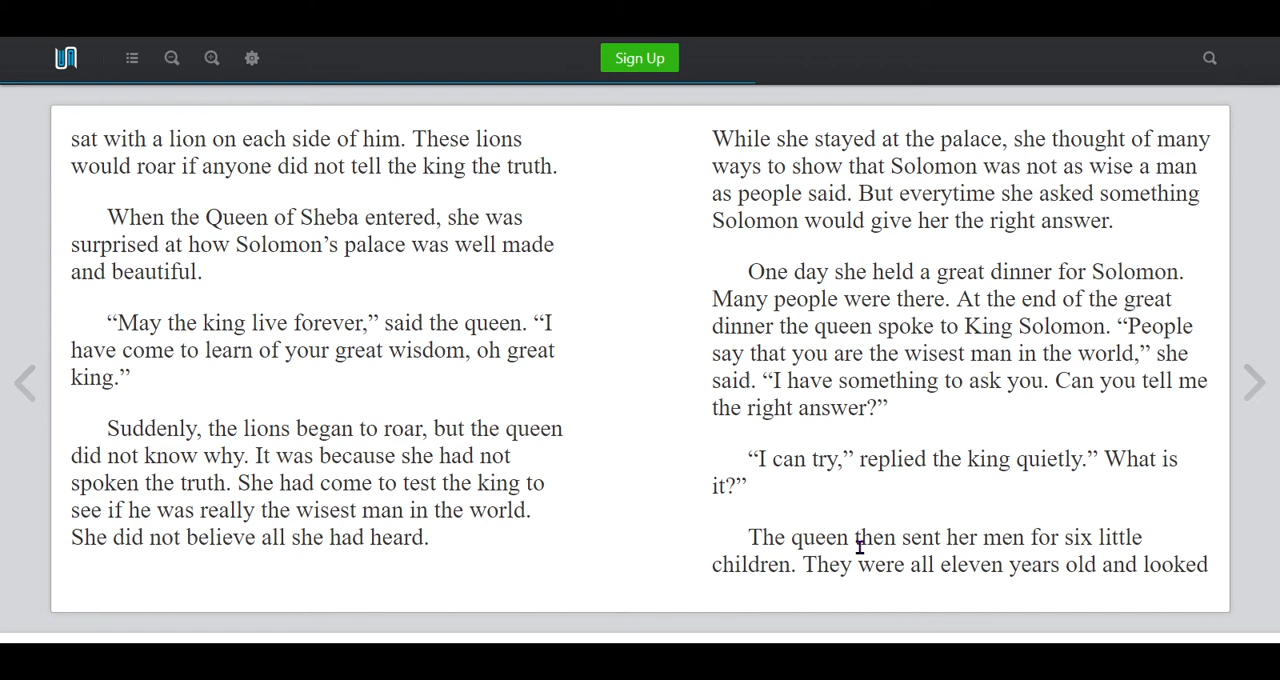 Sign Up
sat with a lion on each side of him. These lions
would roar if anyone did not tell the king the truth.
When the Queen of Sheba entered, she was
surprised at how Solomon’s palace was well made
and beautiful.
“May the king live forever,” said the queen. “I
have come to learn of your great wisdom, oh great
king.”
Suddenly, the lions began to roar, but the queen
did not know why. It was because she had not
spoken the truth. She had come to test the king to
see if he was really the wisest man in the world.
She did not believe all she had heard.
While she stayed at the palace, she thought of many
ways to show that Solomon was not as wise a man
as people said. But everytime she asked something
Solomon would give her the right answer.
One day she held a great dinner for Solomon.
Many people were there. At the end of the great
dinner the queen spoke to King Solomon. “People
say that you are the wisest man in the world,” she
said. “I have something to ask you. Can you tell me
the right answer?”
“I can try,” replied the king quietly.” What is
it?”
The queen then sent her men for six little
children. They were all eleven years old and looked